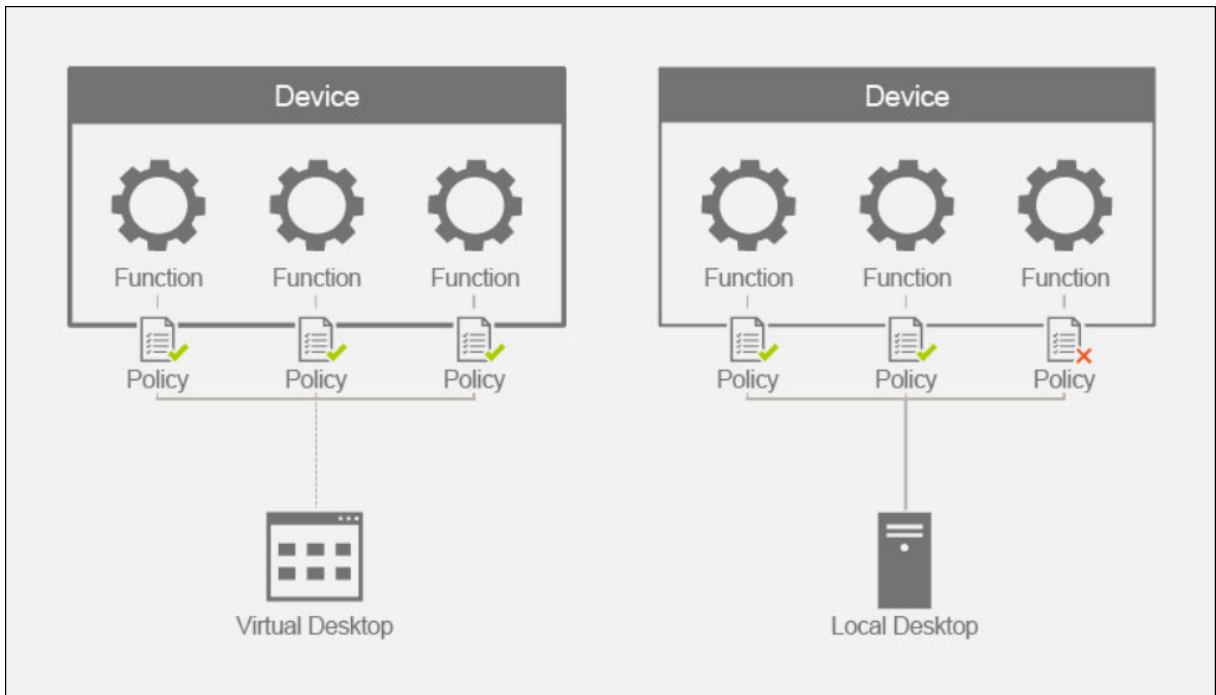 Device
Device
Function Function Function
Function Function Function
Policy Policy Policy
Policy Policy Policy
Virtual Desktop
Local Desktop